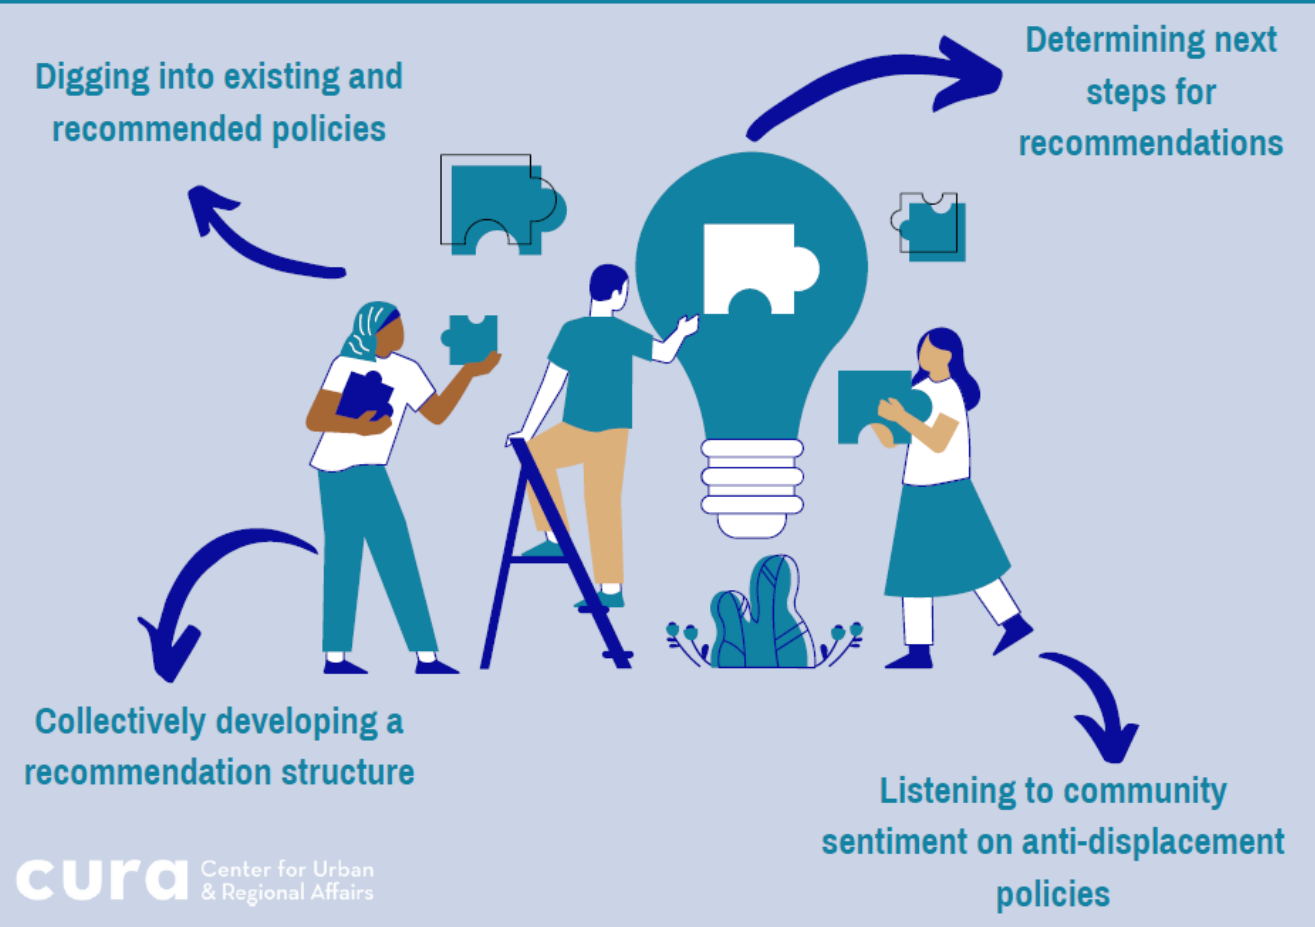 Digging into existing and
recommended policies
Determining next
steps for
recommendations
Collectively developing a
recommendation structure
Listening to community
sentiment on anti-displacement
policies
cura
Center for Urban
& Regional Affairs